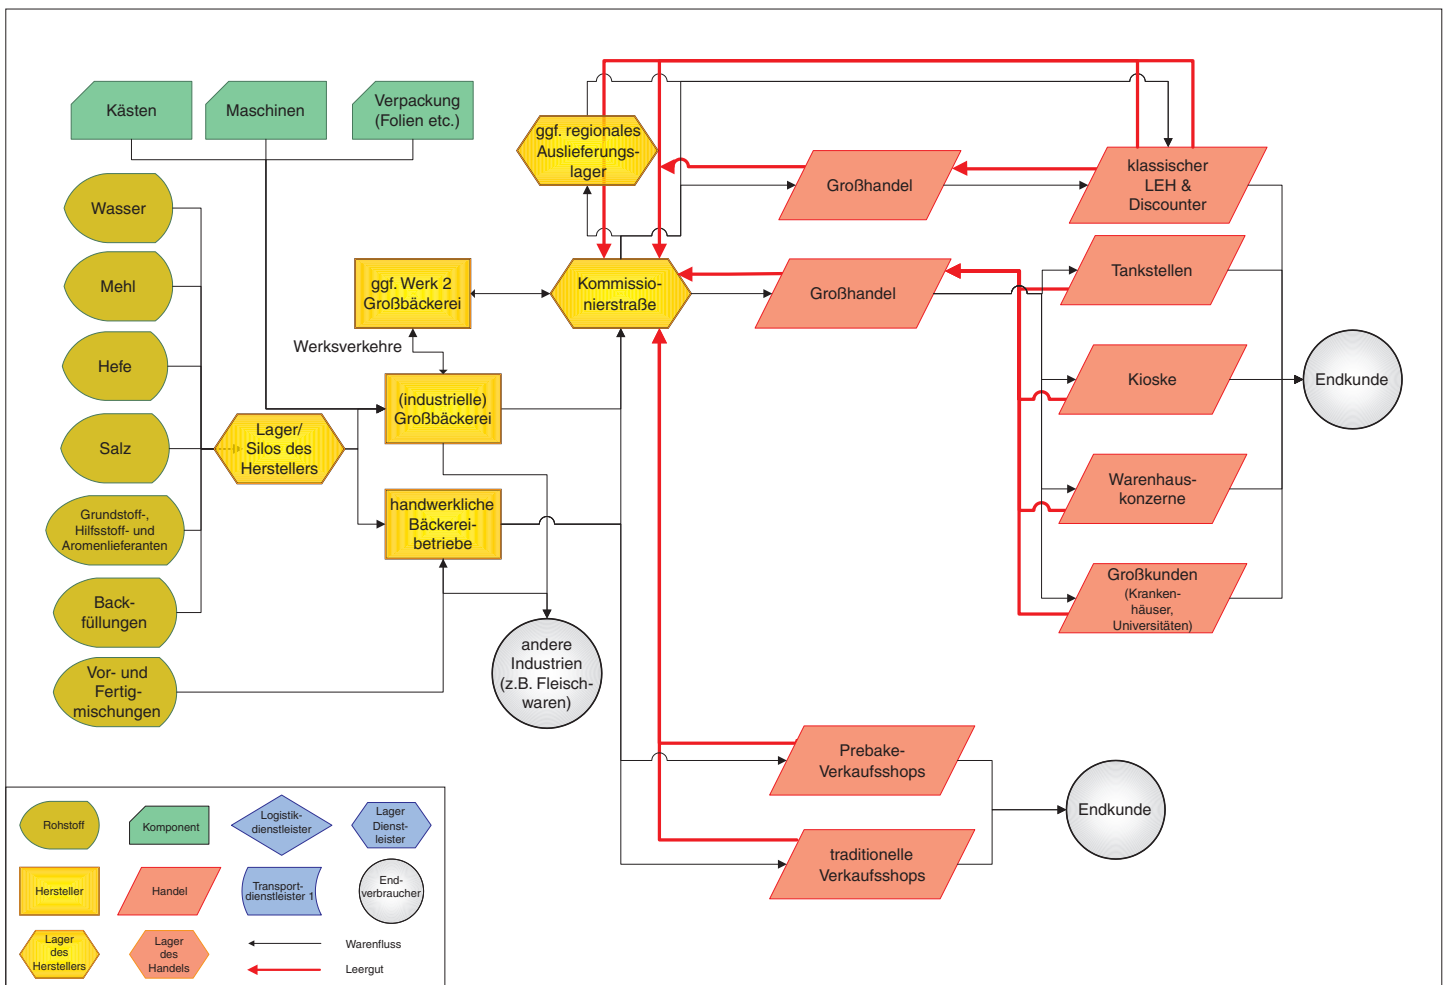 Kästen
Maschinen
Verpackung
(Folien etc.)
ggf. regionales
Auslieferungs-
lager
Großhandel
klassischer
LEH &
Discounter
Wasser
Mehl
Hefe
Salz
Grundstoff-,
Hilfsstoff- und
Aromenlieferanten
Back-
füllungen
Vor- und
Fertig-
mischungen
Lager/
Silos des
Herstellers
ggf. Werk 2
Großbäckerei
Werksverkehre
(industrielle)
Großbäckerei
handwerkliche
Bäckerei-
betriebe
Kommissio-
nierstraße
Großhandel
Tankstellen
Kioske
Warenhaus-
konzerne
Großkunden
(Kranken-
häuser,
Universitäten)
Endkunde
andere
Industrien
(z.B. Fleisch-
waren)
Prebake-
Verkaufsshops
traditionelle
Verkaufsshops
Endkunde
Rohstoff
Komponent
Logistik-
dienstleister
Lager
Dienst-
leister
Hersteller
Handel
Transport-
dienstleister 1
End-
verbraucher
Lager
des
Herstellers
Lager
des
Handels
Warenfluss
Leergut